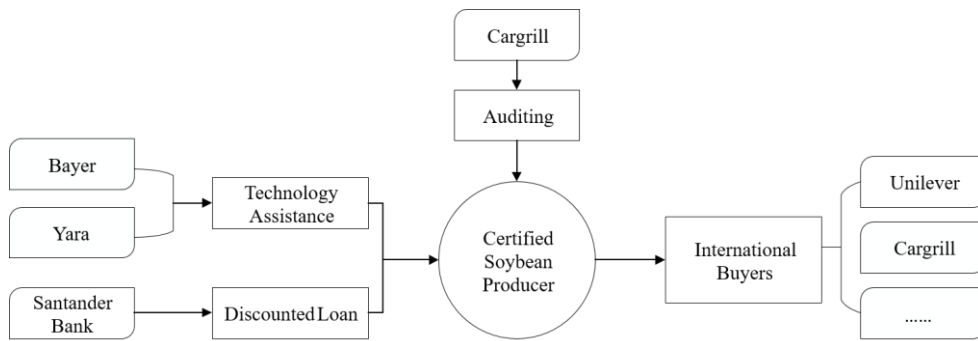 Cargrill
Auditing
Bayer
Yara
Technology
Assistance
Santander
Bank
Discounted Loan
Certified
Soybean
Producer
International
Buyers
Unilever
Cargrill
......